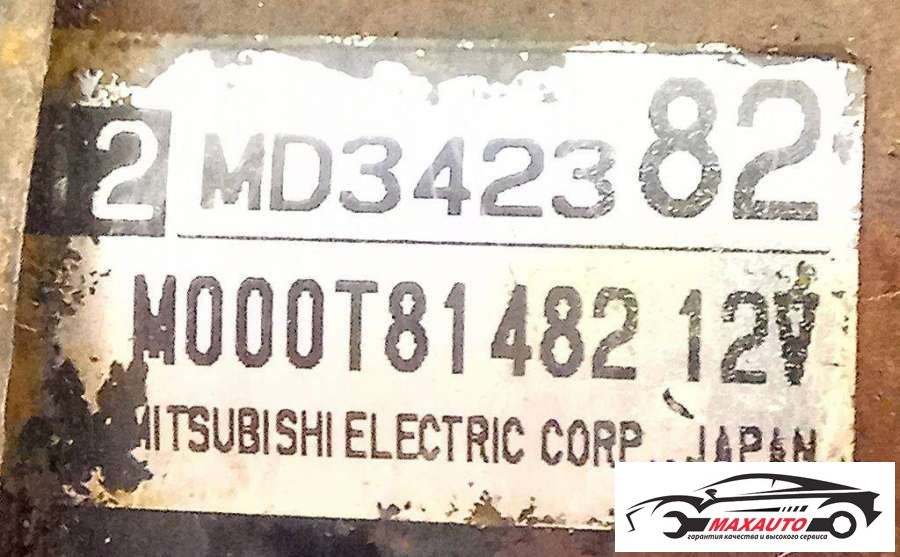 2 MD342382
M000T81482 12V
MITSUBISHI ELECTRIC CORP. JAPAN
MAXAUTO
гарантия качества и высокого сервиса